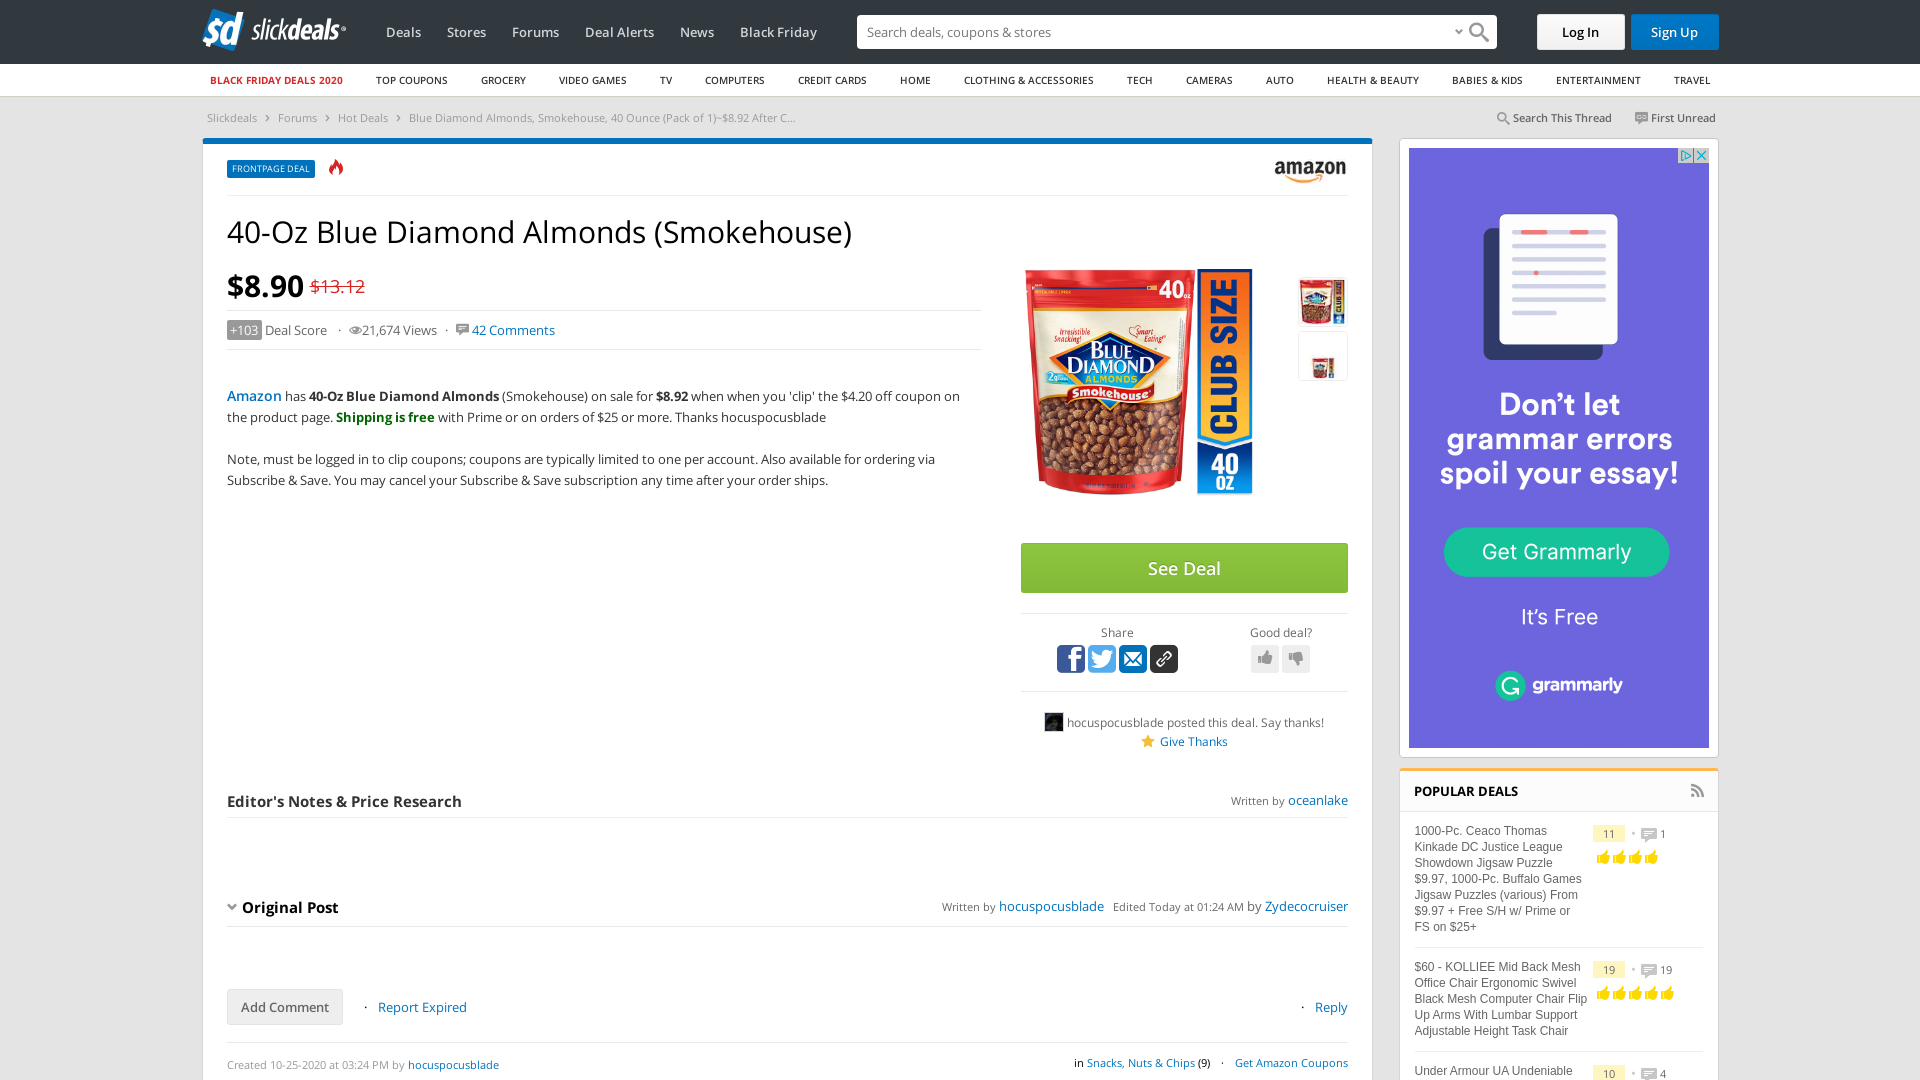 sd slickdeals
Deals Stores Forums Deal Alerts News Black Friday
Search deals, coupons & shares
Log In Sign Up
BLACK FRIDAY DEALS 2020 TOP COUPONS GROCERY VIDEO GAMES TV COMPUTERS CREDIT CARDS HOME CLOTHING & ACCESSORIES TECH CAMERAS AUTO HEALTH & BEAUTY BABIES & KIDS ENTERTAINMENT TRAVEL
Slickdeals > Forums > Hot Deals > Blue Diamond Almonds, Smokehouse, 40 Ounce (Pack of 1)~$8.92 After C...
Search This Thread First Unread
FRONTPAGE DEAL
amazon
40-Oz Blue Diamond Almonds (Smokehouse)
$8.90 $13.12
+103 Deal Score · 21,674 Views · 42 Comments
Amazon has 40-Oz Blue Diamond Almonds (Smokehouse) on sale for $8.92 when when you 'clip' the $4.20 off coupon on
the product page. Shipping is free with Prime or on orders of $25 or more. Thanks hocuspocusblade
Note, must be logged in to clip coupons; coupons are typically limited to one per account. Also available for ordering via
Subscribe & Save. You may cancel your Subscribe & Save subscription any time after your order ships.
40 oz
Irresistible Snacking!
Smart Eating!
BLUE
DIAMOND
ALMONDS
Smokehouse
CLUB SIZE
40
OZ
See Deal
Share Good deal?
hocuspocusblade posted this deal. Say thanks!
Give Thanks
Editor's Notes & Price Research
Written by oceanlake
Original Post
Written by hocuspocusblade Edited Today at 01:24 AM by Zydecocruiser
Add Comment · Report Expired · Reply
Created 10-25-2020 at 03:24 PM by hocuspocusblade
in Snacks, Nuts & Chips (9) · Get Amazon Coupons
Don't let
grammar errors
spoil your essay!
Get Grammarly
It's Free
grammarly
POPULAR DEALS
1000-Pc. Ceaco Thomas
Kinkade DC Justice League
Showdown Jigsaw Puzzle
$9.97, 1000-Pc. Buffalo Games
Jigsaw Puzzles (various) From
$9.97 + Free S/H w/ Prime or
FS on $25+
11 • 1
$60 - KOLLIEE Mid Back Mesh
Office Chair Ergonomic Swivel
Black Mesh Computer Chair Flip
Up Arms With Lumbar Support
Adjustable Height Task Chair
19 • 19
Under Armour UA Undeniable
10 • 4